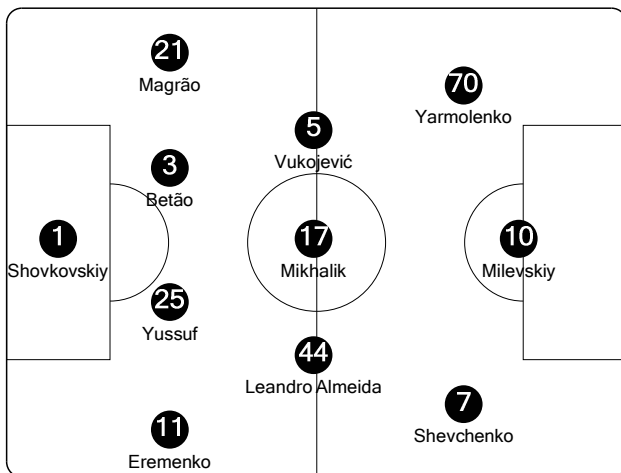 21
Magrão
70
Yarmolenko
5
Vukojević
3
Betão
1
Shovkovskiy
17
Mikhalik
10
Milevskiy
25
Yussuf
44
Leandro Almeida
7
Shevchenko
11
Eremenko